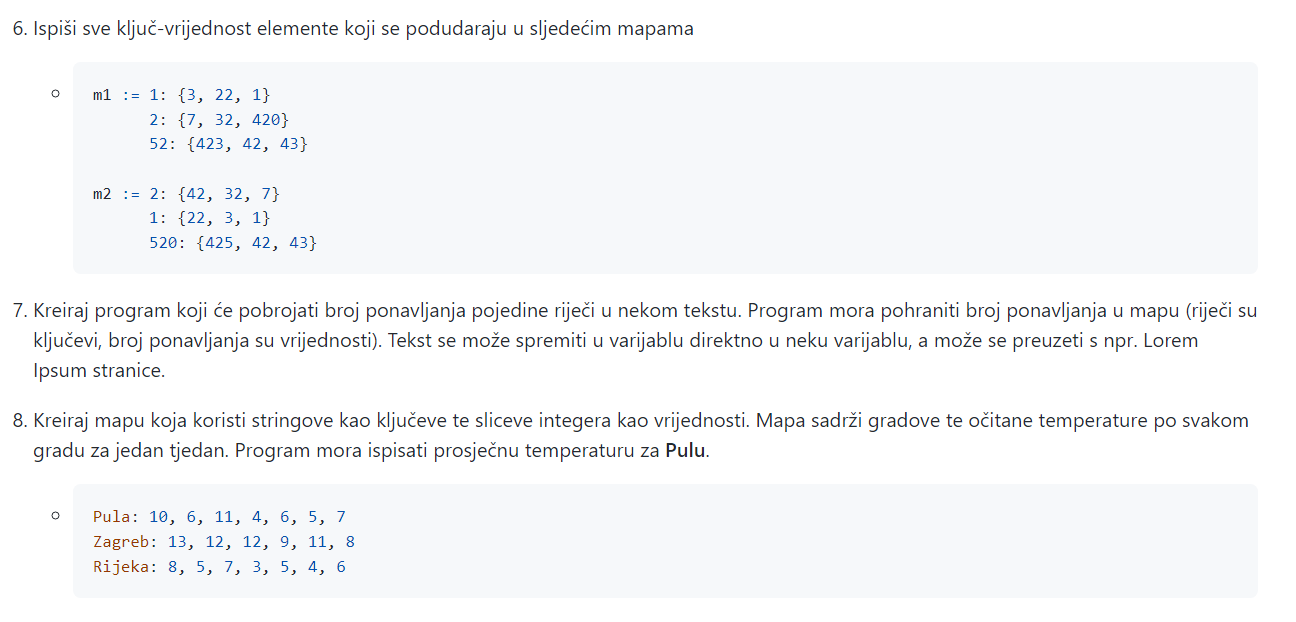 6. Ispiši sve ključ-vrijednost elemente koji se podudaraju u sljedećim mapama
m1 := 1: {3, 22, 1}
2: {7, 32, 420}
52: {423, 42, 43}
m2 := 2: {42, 32, 7}
1: {22, 3, 1}
520: {425, 42, 43}
7. Kreiraj program koji će pobrojati broj ponavljanja pojedine riječi u nekom tekstu. Program mora pohraniti broj ponavljanja u mapu (riječi su
ključevi, broj ponavljanja su vrijednosti). Tekst se može spremiti u varijablu direktno u neku varijablu, a može se preuzeti s npr. Lorem
Ipsum stranice.
8. Kreiraj mapu koja koristi stringove kao ključeve te sliceve integera kao vrijednosti. Mapa sadrži gradove te očitane temperature po svakom
gradu za jedan tjedan. Program mora ispisati prosječnu temperaturu za Pulu.
Pula: 10, 6, 11, 4, 6, 5, 7
Zagreb: 13, 12, 12, 9, 11, 8
Rijeka: 8, 5, 7, 3, 5, 4, 6